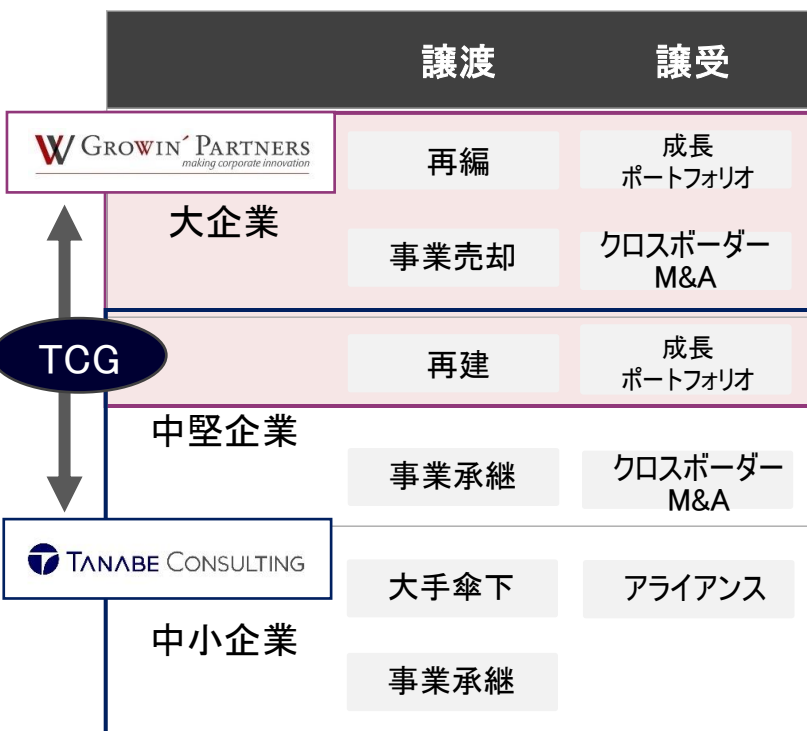 譲渡 譲受
GROWIN´ PARTNERS
making corporate innovation
再編
成長
ポートフォリオ
大企業
事業売却
クロスボーダー
M&A
TCG
再建
成長
ポートフォリオ
中堅企業
事業承継
クロスボーダー
M&A
TANABE CONSULTING
大手傘下
アライアンス
中小企業
事業承継